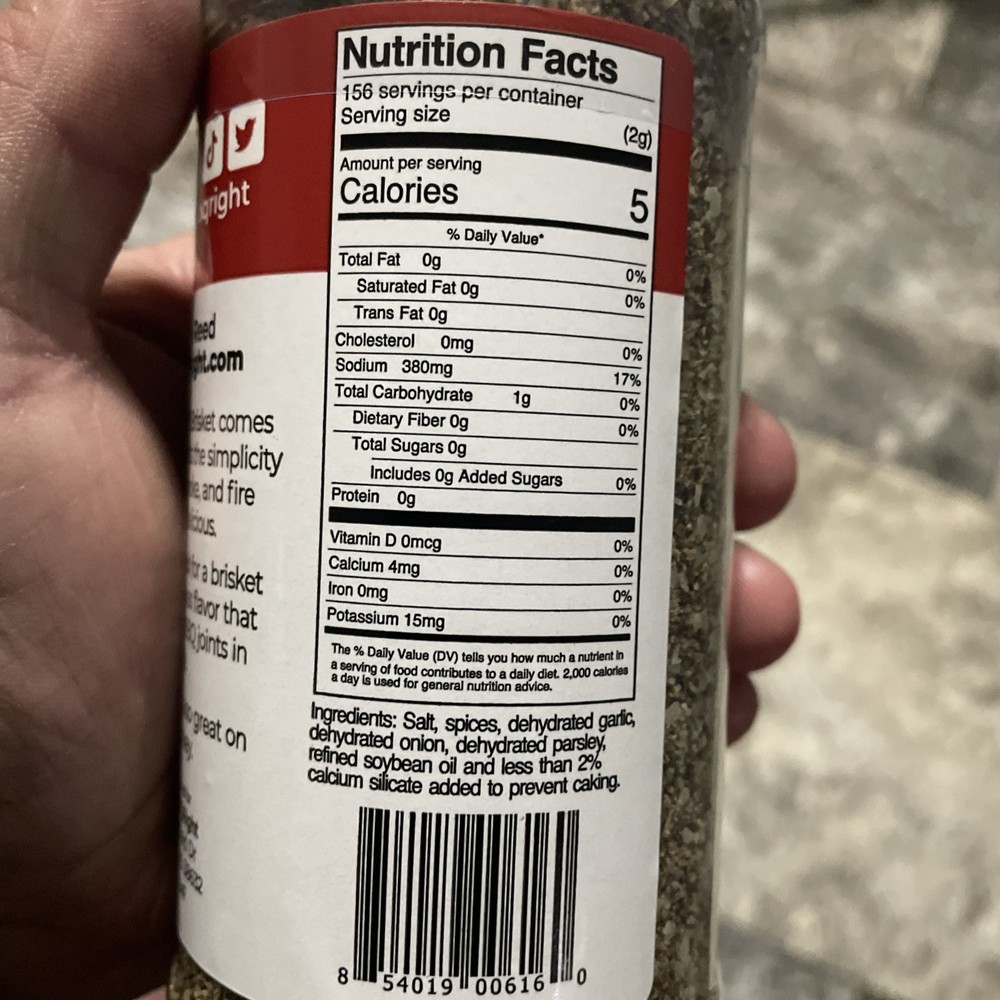 Nutrition Facts
156 servings per container
Serving size (2g)
Amount per serving
Calories 5
% Daily Value*
Total Fat 0g 0%
Saturated Fat 0g 0%
Trans Fat 0g
Cholesterol 0mg 0%
Sodium 380mg 17%
Total Carbohydrate 1g 0%
Dietary Fiber 0g 0%
Total Sugars 0g
Includes 0g Added Sugars 0%
Protein 0g
Vitamin D 0mcg 0%
Calcium 4mg 0%
Iron 0mg 0%
Potassium 15mg 0%
The % Daily Value (DV) tells you how much a nutrient in
a serving of food contributes to a daily diet. 2,000 calories
a day is used for general nutrition advice.
Ingredients: Salt, spices, dehydrated garlic,
dehydrated onion, dehydrated parsley,
refined soybean oil and less than 2%
calcium silicate added to prevent caking.
8 54019 00616 0
comes
the simplicity
and fire
for a brisket
flavor that
joints in
great on